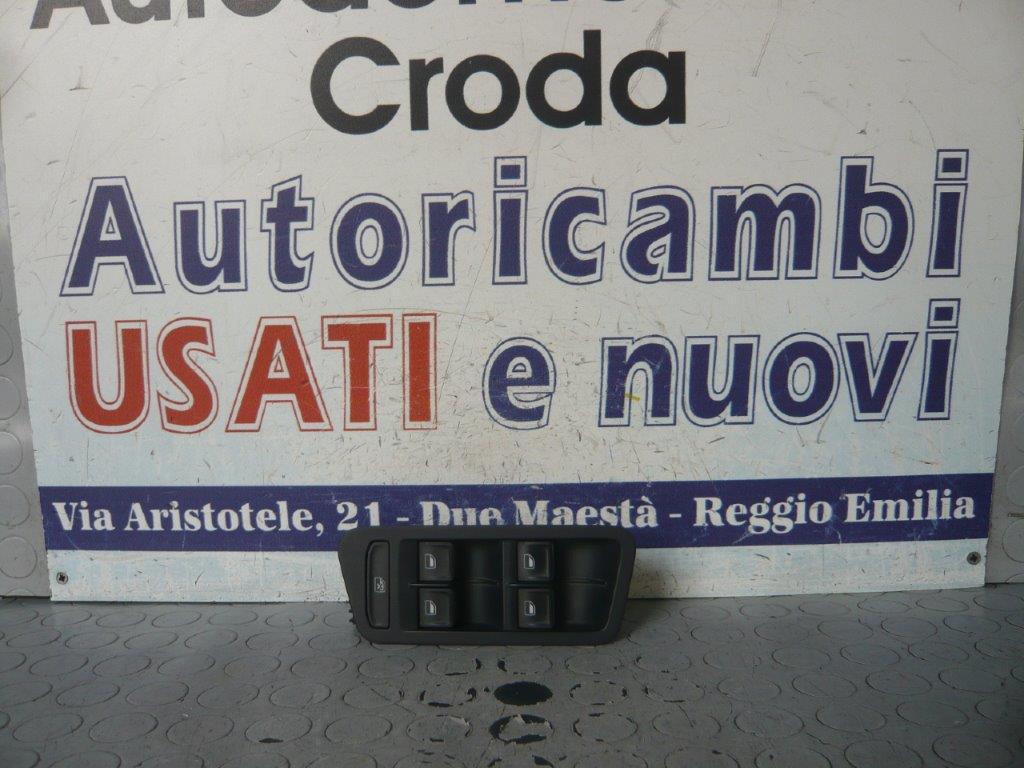 Croda
Autoricambi
USATI e nuovi
Via Aristotele, 21 - Due Maestà - Reggio Emilia